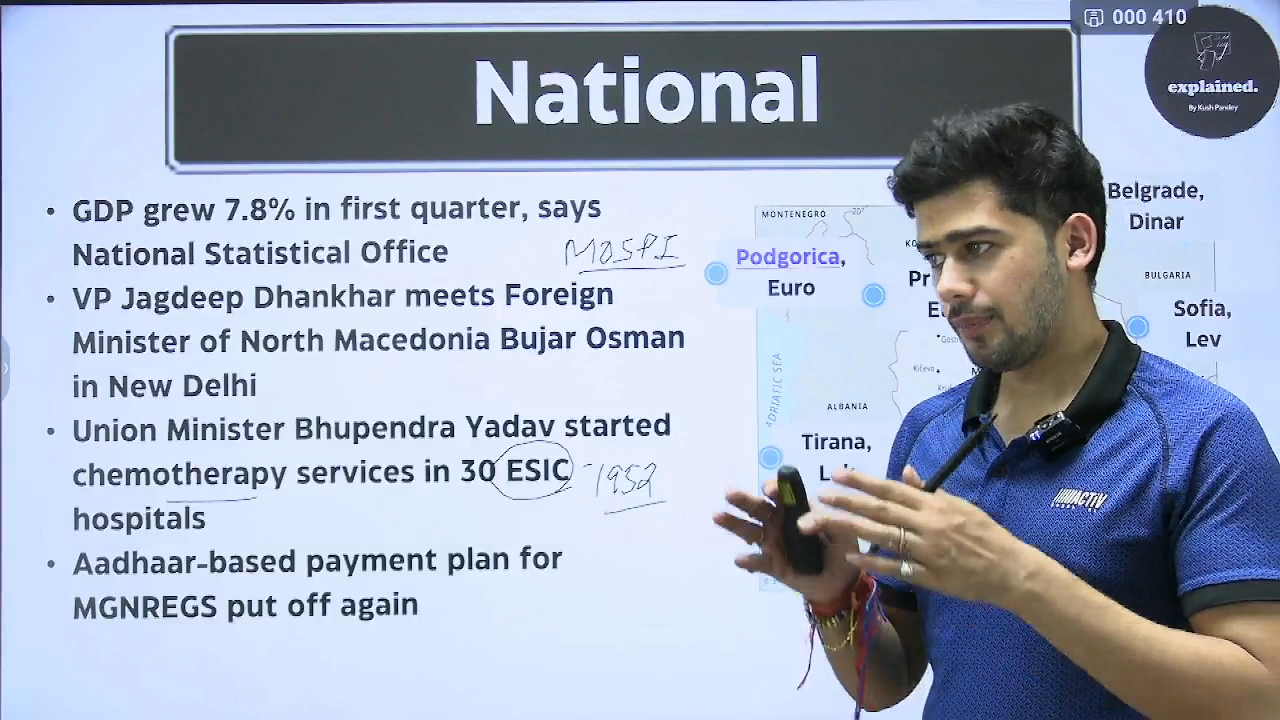 000 410
explained.
By Kush Pandey
National
• GDP grew 7.8% in first quarter, says
National Statistical Office
MOSPI
• VP Jagdeep Dhankhar meets Foreign
Minister of North Macedonia Bujar Osman
in New Delhi
• Union Minister Bhupendra Yadav started
chemotherapy services in 30 ESIC - 1952
hospitals
• Aadhaar-based payment plan for
MGNREGS put off again
Belgrade,
Dinar
MONTENEGRO
20°
Podgorica,
Euro
BULGARIA
Sofia,
Lev
Kičevo
ADRIATIC SEA
ALBANIA
Tirana,